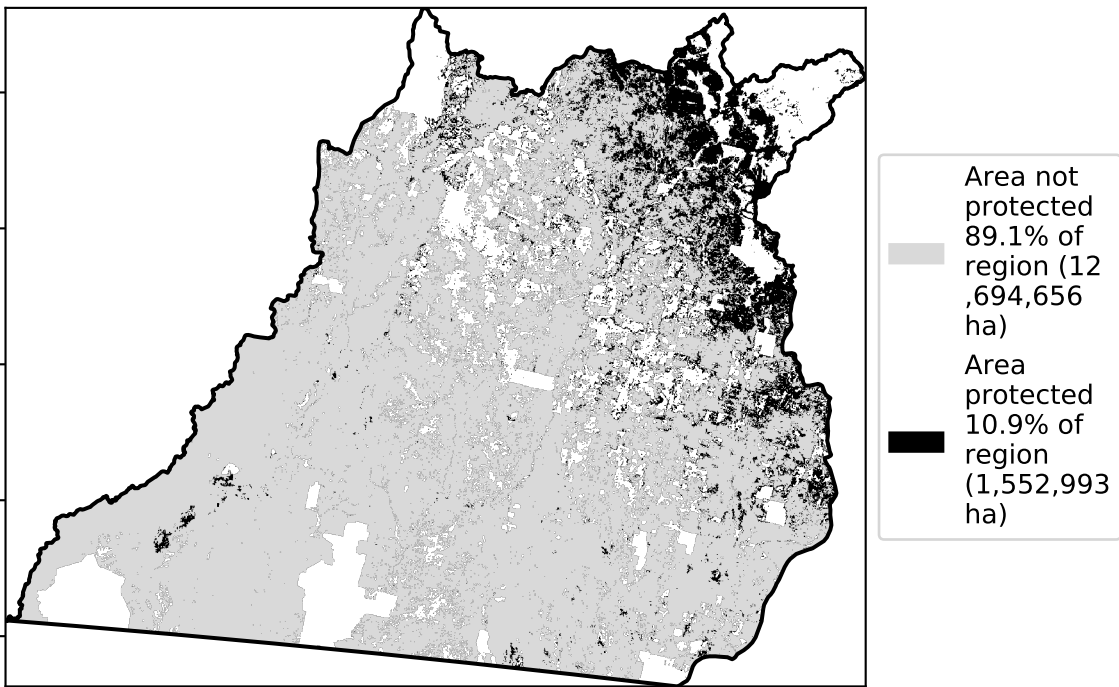 Area not
protected
89.1% of
region (12
,694,656
ha)
Area
protected
10.9% of
region
(1,552,993
ha)